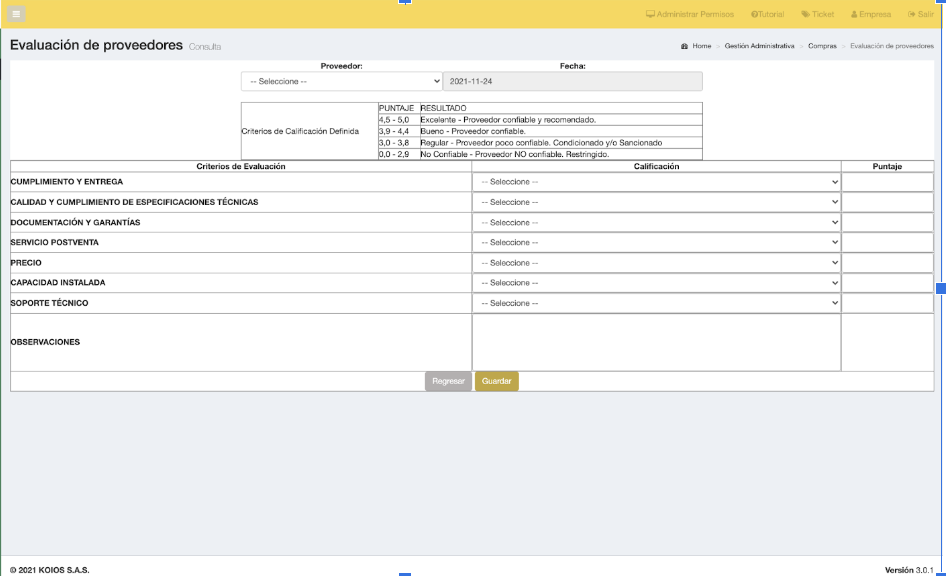 Administrar Permisos Tutorial Ticket Empresa Salir
Evaluación de proveedores Consulta
Home Gestión Administrativa Compras Evaluación de proveedores
Proveedor: Fecha:
-- Seleccione -- 2021-11-24
PUNTAJE RESULTADO
4,5 - 5,0 Excelente - Proveedor confiable y recomendado.
Criterios de Calificación Definida
3,9 - 4,4 Bueno - Proveedor confiable.
3,0 - 3,8 Regular - Proveedor poco confiable. Condicionado y/o Sancionado
0,0 - 2,9 No Confiable - Proveedor NO confiable. Restringido.
Criterios de Evaluación Calificación Puntaje
CUMPLIMIENTO Y ENTREGA -- Seleccione --
CALIDAD Y CUMPLIMIENTO DE ESPECIFICACIONES TÉCNICAS -- Seleccione --
DOCUMENTACIÓN Y GARANTÍAS -- Seleccione --
SERVICIO POSTVENTA -- Seleccione --
PRECIO -- Seleccione --
CAPACIDAD INSTALADA -- Seleccione --
SOPORTE TÉCNICO -- Seleccione --
OBSERVACIONES
Regresar Guardar
© 2021 KOIOS S.A.S. Versión 3.0.1